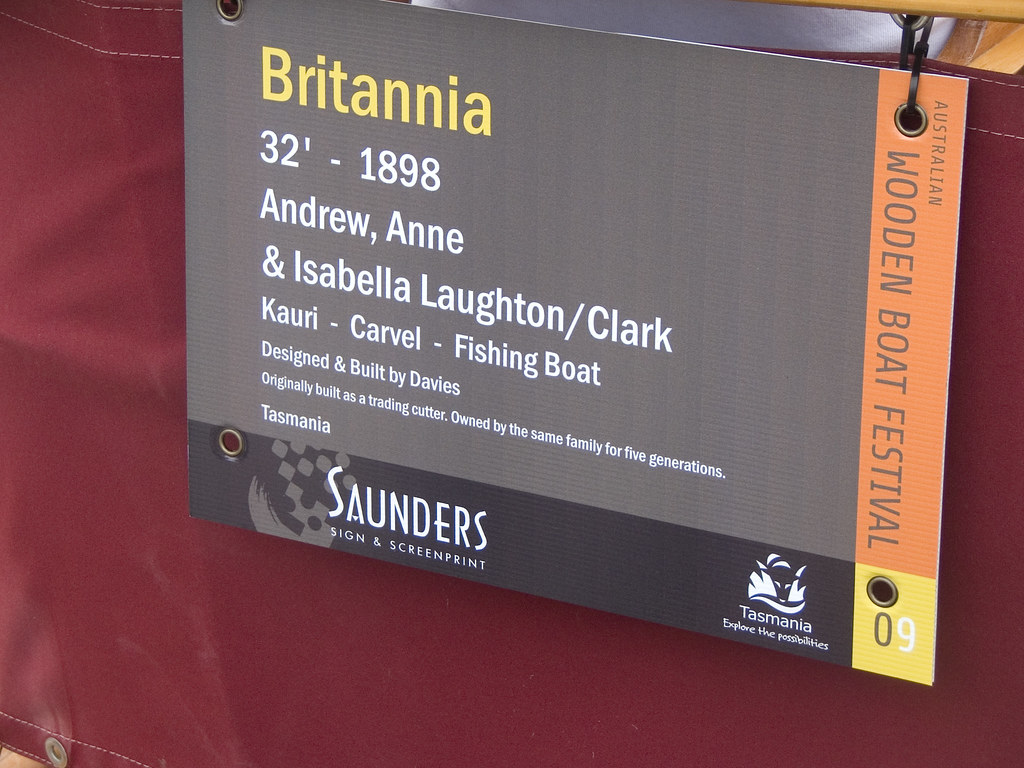 Britannia
32' - 1898
Andrew, Anne
& Isabella Laughton/Clark
Kauri - Carvel - Fishing Boat
Designed & Built by Davies
Originally built as a trading cutter. Owned by the same family for five generations.
Tasmania
SAUNDERS
SIGN & SCREENPRINT
Tasmania
Explore the possibilities
AUSTRALIAN
WOODEN BOAT FESTIVAL
09